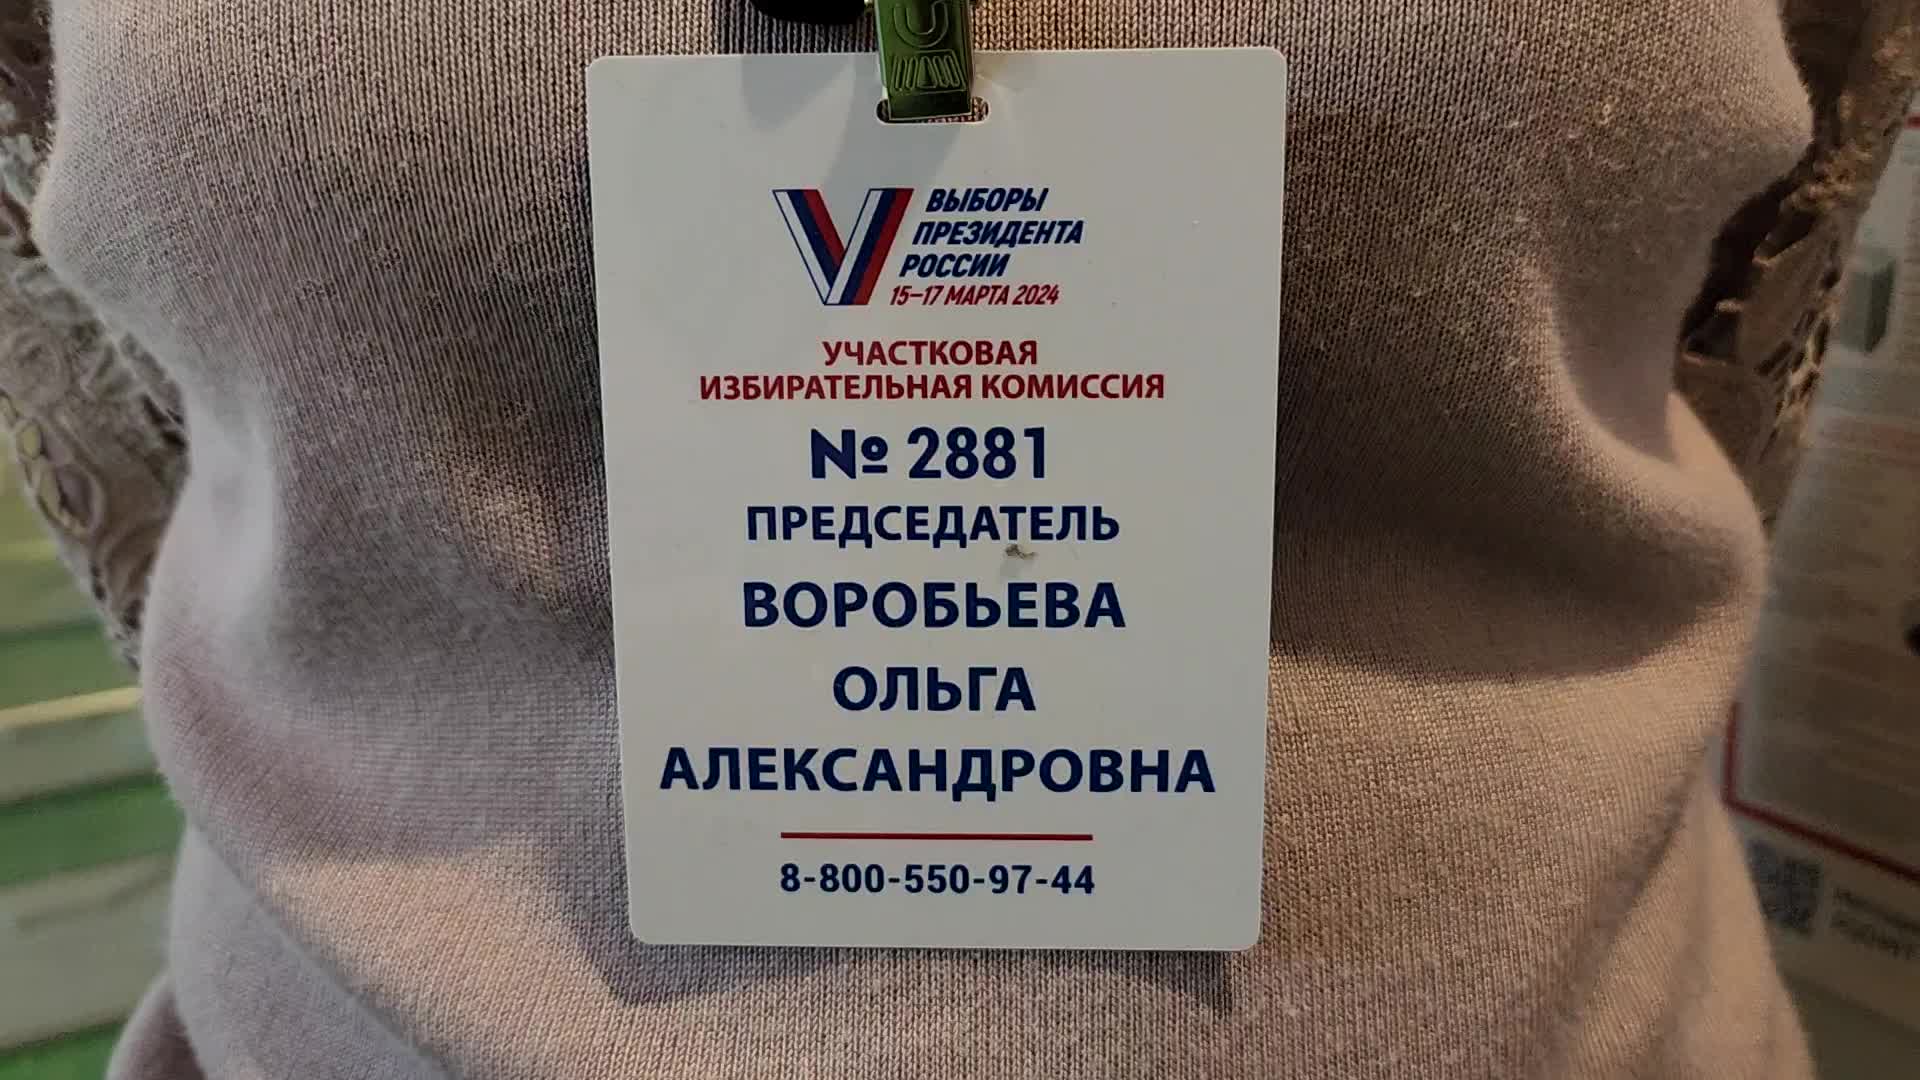 ВЫБОРЫ
ПРЕЗИДЕНТА
РОССИИ
15–17 МАРТА 2024
УЧАСТКОВАЯ
ИЗБИРАТЕЛЬНАЯ КОМИССИЯ
№ 2881
ПРЕДСЕДАТЕЛЬ
ВОРОБЬЕВА
ОЛЬГА
АЛЕКСАНДРОВНА
8-800-550-97-44